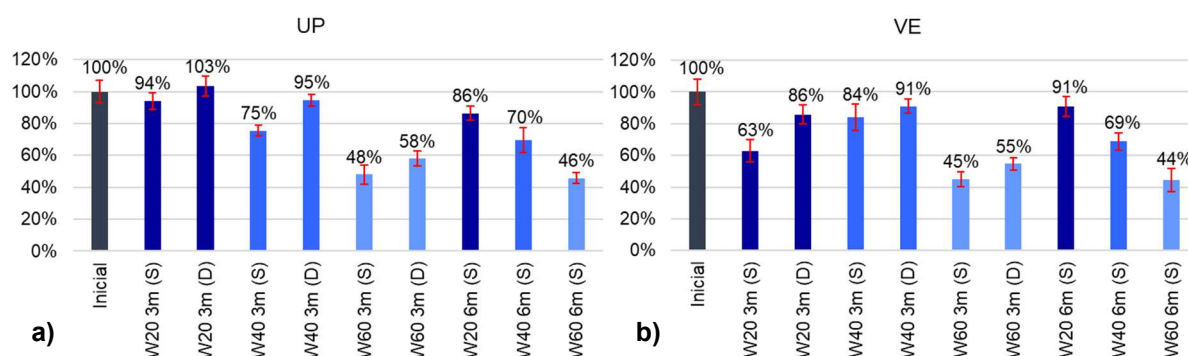 UP
120%
100%
80%
60%
40%
20%
0%
100%
94%
103%
75%
95%
48%
58%
86%
70%
46%
Inicial
W20 3m (S)
W20 3m (D)
W40 3m (S)
W40 3m (D)
W60 3m (S)
W60 3m (D)
W20 6m (S)
W40 6m (S)
W60 6m (S)
a)
VE
120%
100%
80%
60%
40%
20%
0%
100%
63%
86%
84%
91%
45%
55%
91%
69%
44%
Inicial
W20 3m (S)
W20 3m (D)
W40 3m (S)
W40 3m (D)
W60 3m (S)
W60 3m (D)
W20 6m (S)
W40 6m (S)
W60 6m (S)
b)